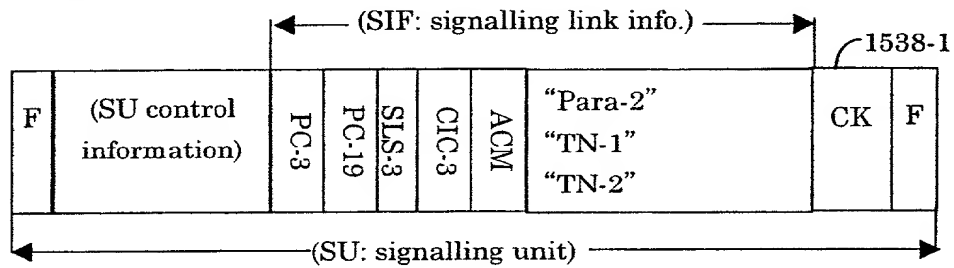 (SIF: signalling link info.)
1538-1
F
(SU control
information)
PC-3
PC-19
SLS-3
CIC-3
ACM
“Para-2”
“TN-1”
“TN-2”
CK
F
(SU: signalling unit)